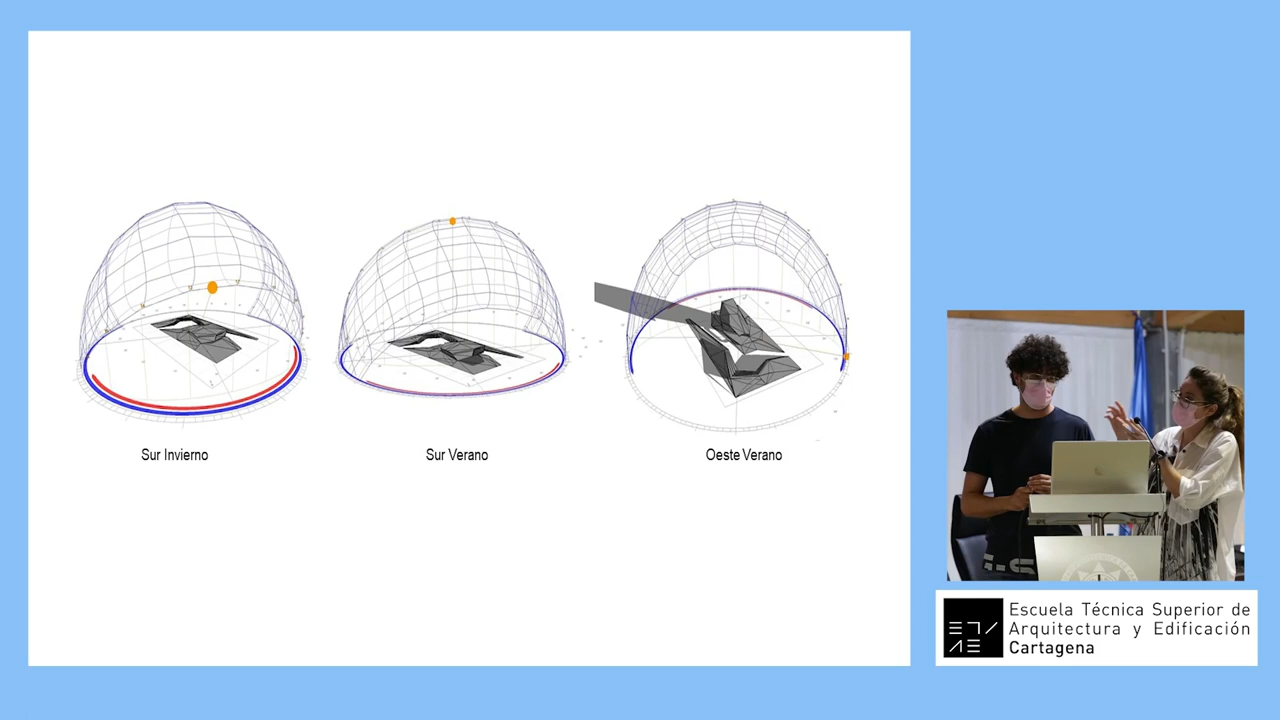 Sur Invierno
Sur Verano
Oeste Verano
Escuela Técnica Superior de
Arquitectura y Edificación
Cartagena